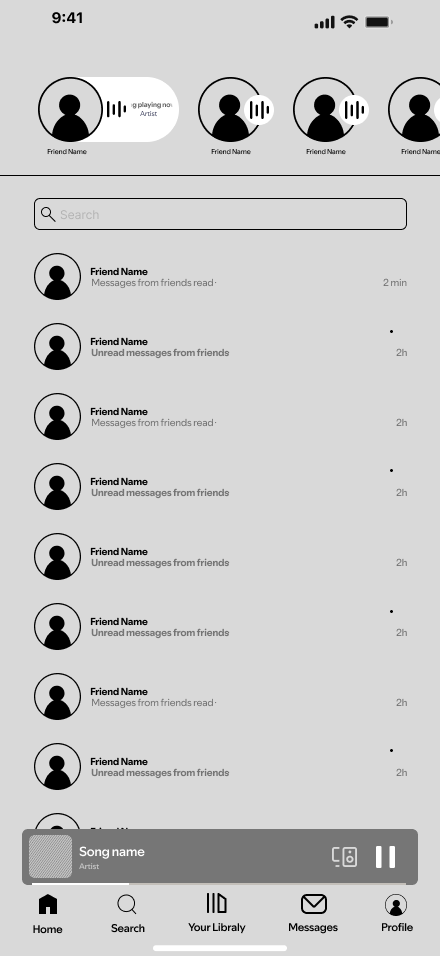 9:41
g playing no
Artist
Friend Name
Friend Name
Friend Name
Friend Name
Search
Friend Name
Messages from friends read·
2 min
Friend Name
Unread messages from friends
2h
Friend Name
Messages from friends read·
2h
Friend Name
Unread messages from friends
2h
Friend Name
Unread messages from friends
2h
Friend Name
Unread messages from friends
2h
Friend Name
Messages from friends read·
2h
Friend Name
Unread messages from friends
2h
Song name
Artist
Home
Search
Your Libraly
Messages
Profile